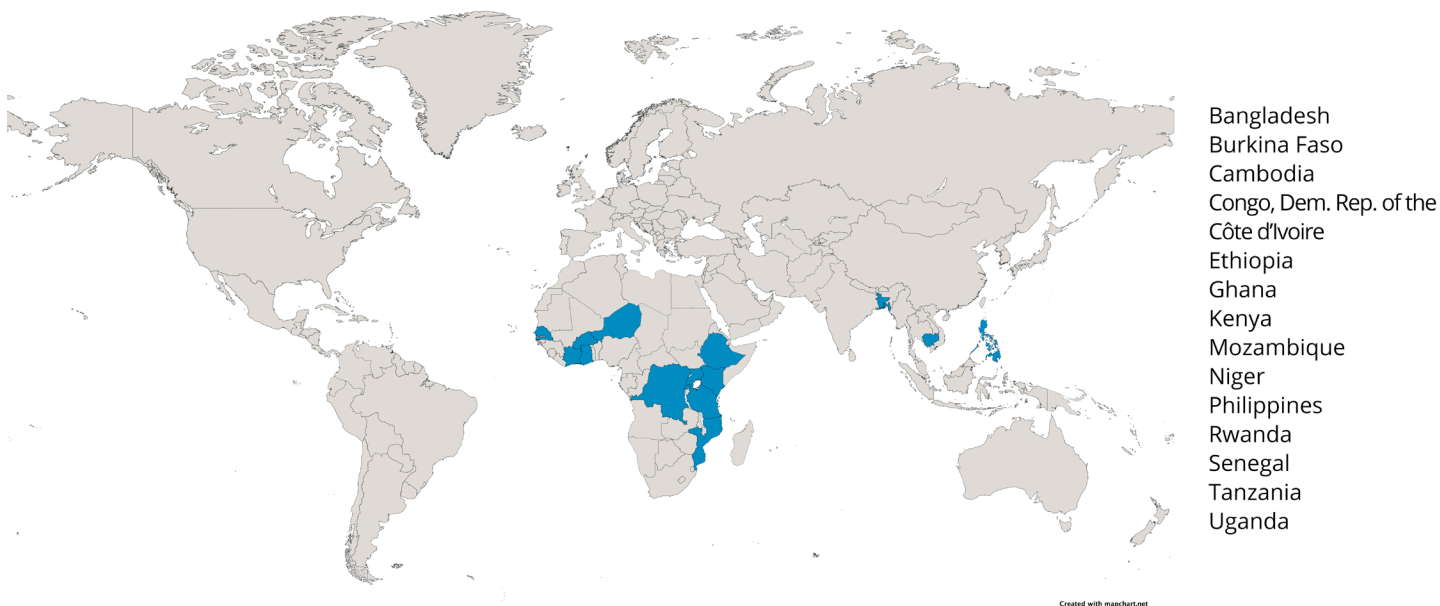 Bangladesh
Burkina Faso
Cambodia
Congo, Dem. Rep. of the
Côte d’Ivoire
Ethiopia
Ghana
Kenya
Mozambique
Niger
Philippines
Rwanda
Senegal
Tanzania
Uganda
Created with mapchart.net